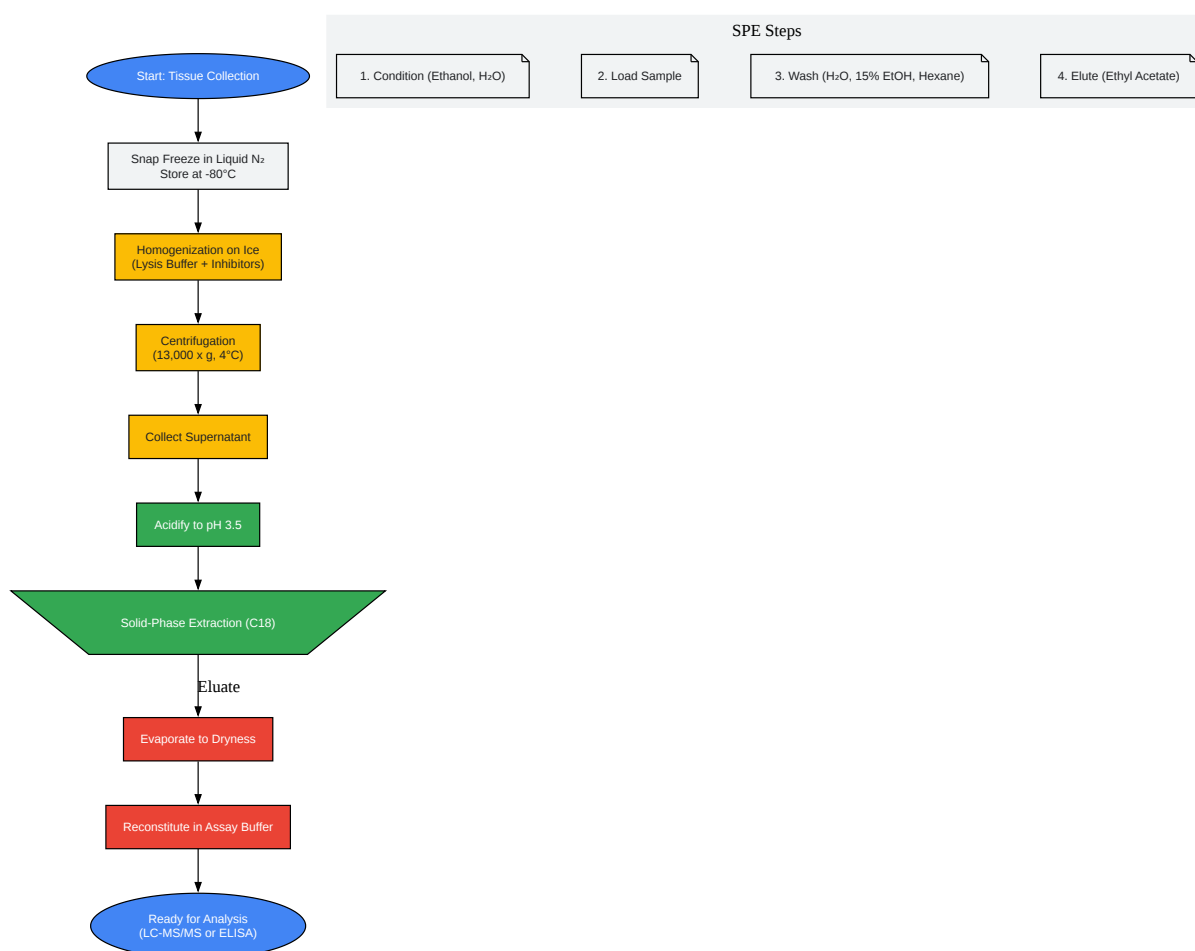 SPE Steps
Start: Tissue Collection
1. Condition (Ethanol, H₂O)
2. Load Sample
3. Wash (H₂O, 15% EtOH, Hexane)
4. Elute (Ethyl Acetate)
Snap Freeze in Liquid N₂
Store at -80°C
Homogenization on Ice
(Lysis Buffer + Inhibitors)
Centrifugation
(13,000 x g, 4°C)
Collect Supernatant
Acidify to pH 3.5
Solid-Phase Extraction (C18)
Eluate
Evaporate to Dryness
Reconstitute in Assay Buffer
Ready for Analysis
(LC-MS/MS or ELISA)